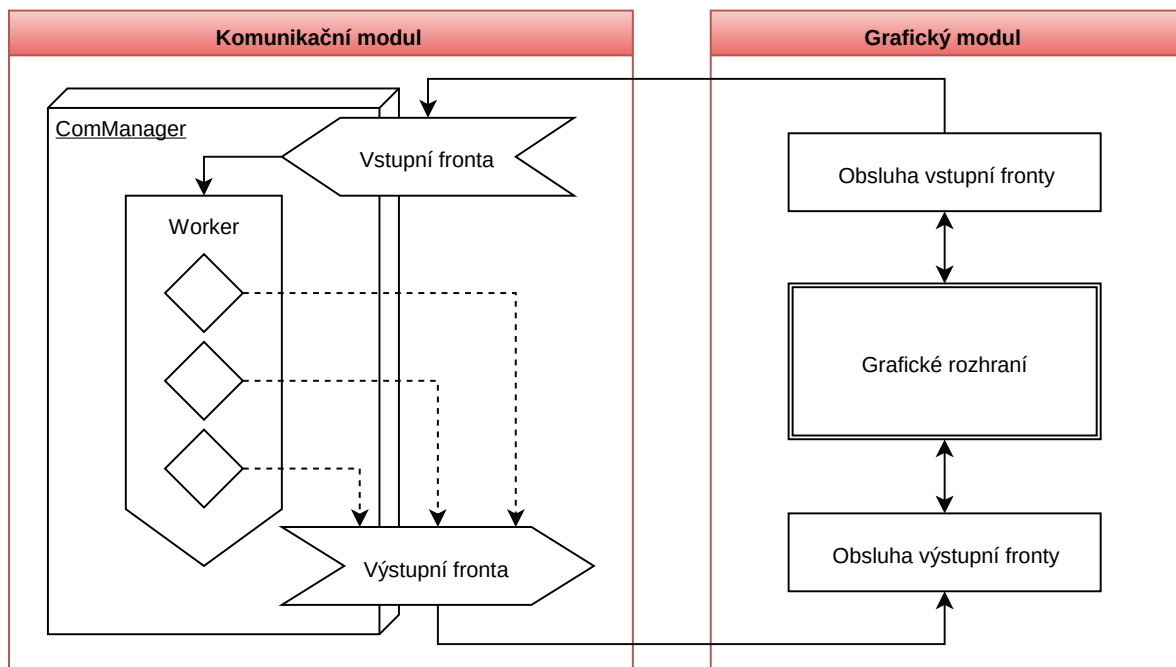 Komunikační modul
Grafický modul
ComManager
Vstupní fronta
Obsluha vstupní fronty
Worker
Grafické rozhraní
Výstupní fronta
Obsluha výstupní fronty